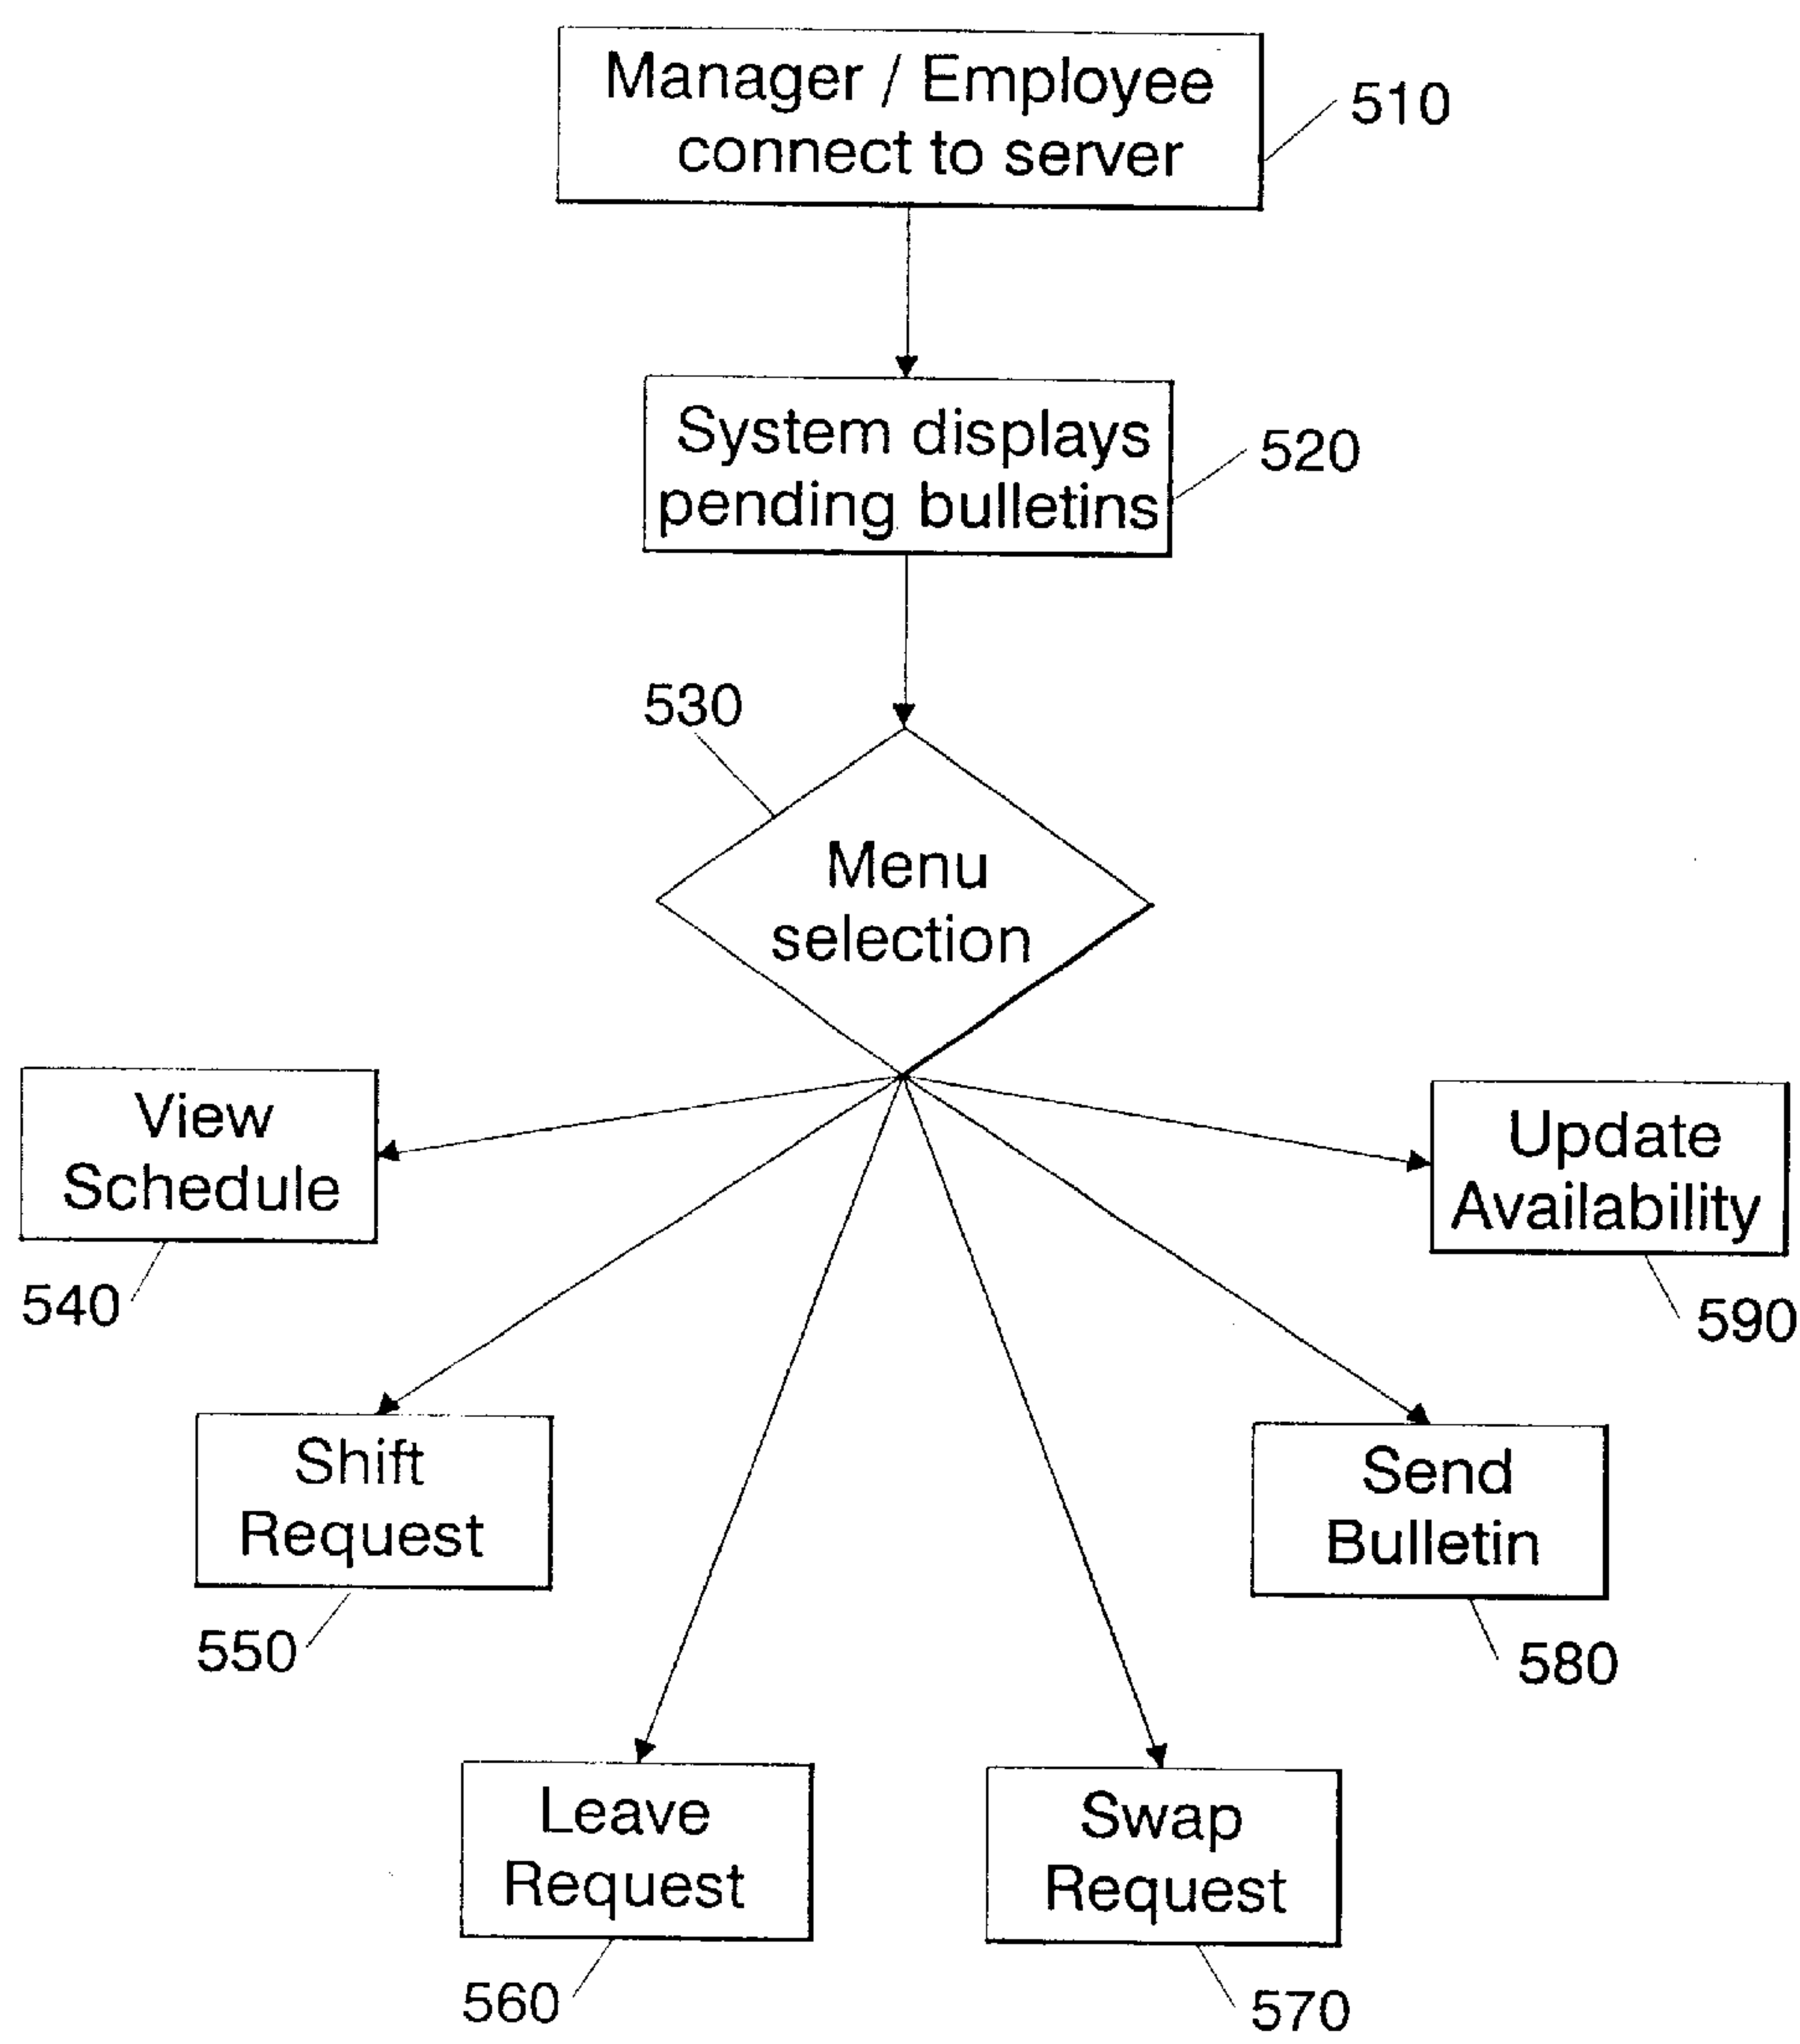 Manager / Employee
connect to server
510
System displays
pending bulletins
520
530
Menu
selection
View
Schedule
540
Update
Availability
590
Shift
Request
550
Send
Bulletin
580
Leave
Request
560
Swap
Request
570